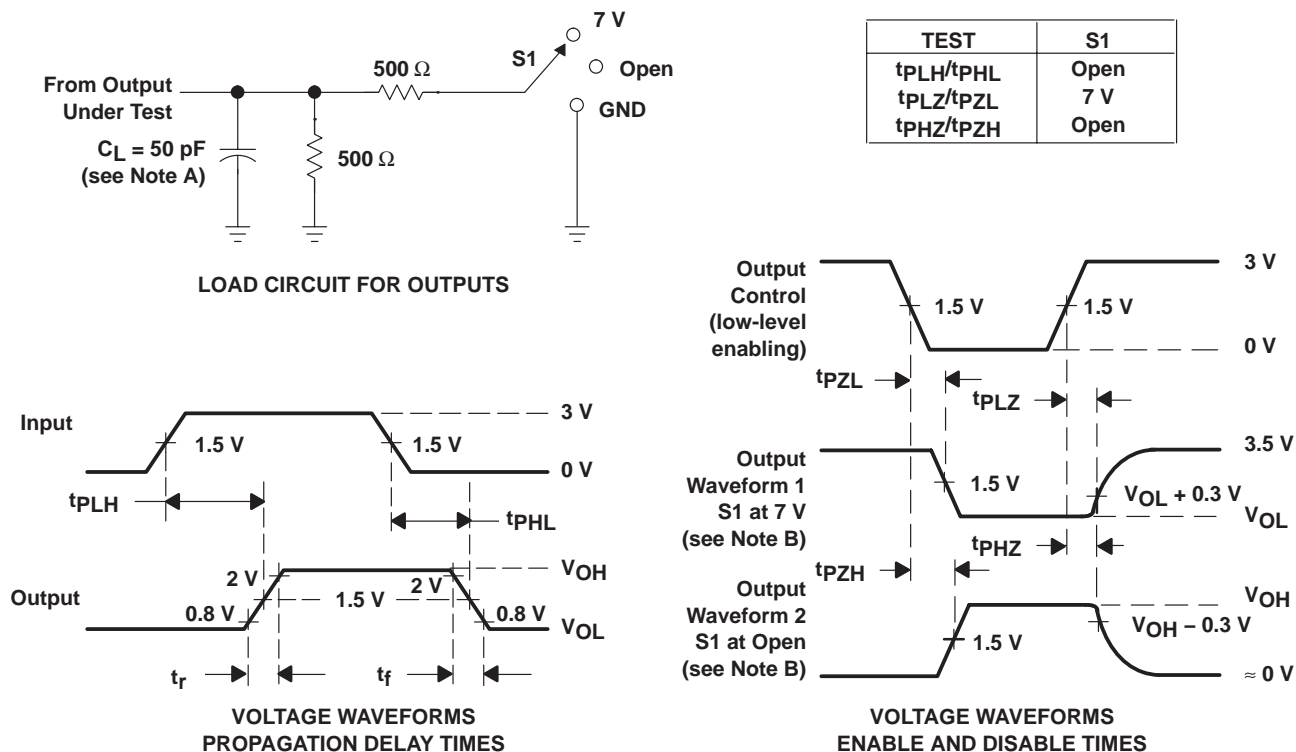 7 V
S1
Open
500 Ω
From Output
Under Test
GND
CL = 50 pF
(see Note A)
500 Ω
LOAD CIRCUIT FOR OUTPUTS
TEST S1
tPLH/tPHL Open
tPLZ/tPZL 7 V
tPHZ/tPZH Open
Input
3 V
1.5 V
1.5 V
0 V
tPLH
tPHL
Output
2 V
1.5 V
2 V
VOH
0.8 V
0.8 V
VOL
tr
tf
VOLTAGE WAVEFORMS
PROPAGATION DELAY TIMES
Output
Control
(low-level
enabling)
3 V
1.5 V
1.5 V
0 V
tPZL
tPLZ
Output
Waveform 1
S1 at 7 V
(see Note B)
3.5 V
1.5 V
VOL + 0.3 V
VOL
tPZH
tPHZ
Output
Waveform 2
S1 at Open
(see Note B)
VOH
1.5 V
VOH − 0.3 V
≈ 0 V
VOLTAGE WAVEFORMS
ENABLE AND DISABLE TIMES